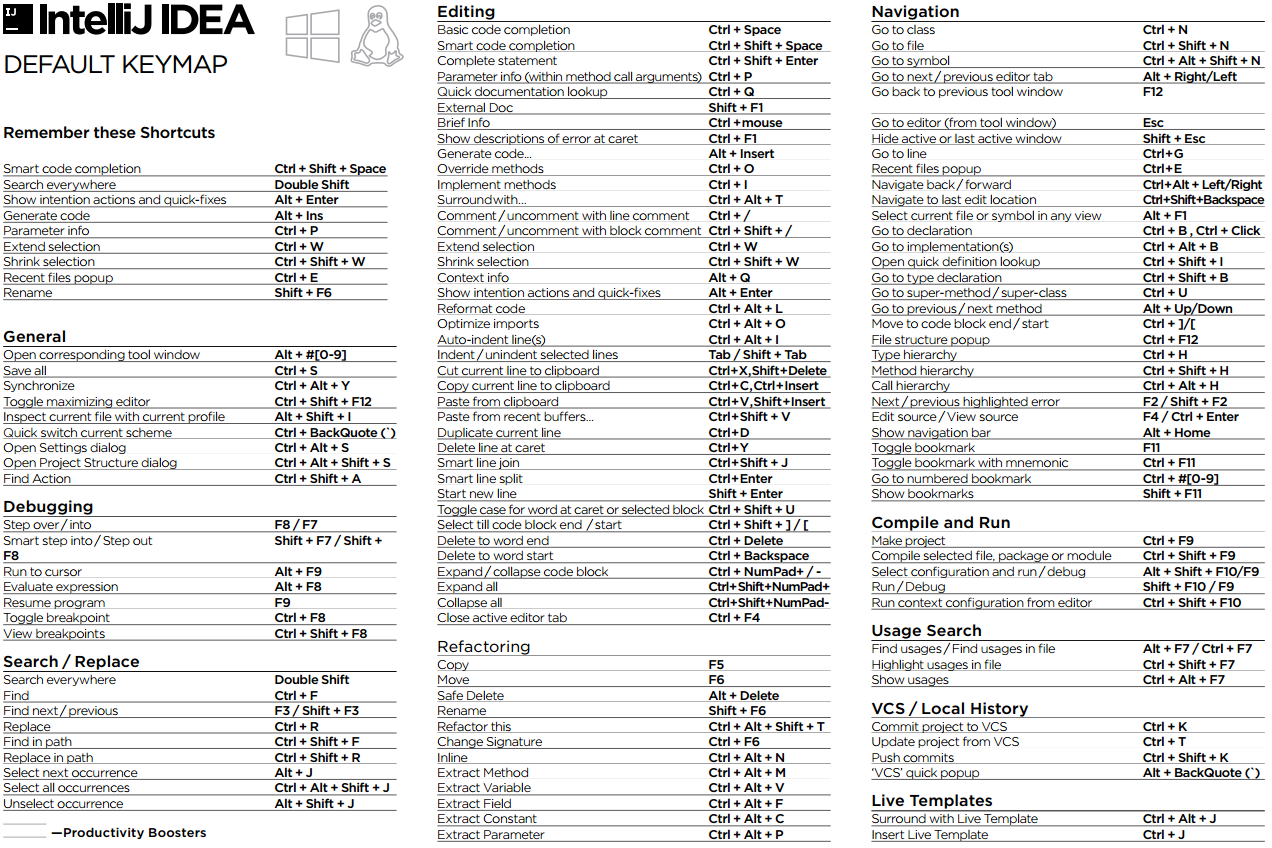 IJ IntelliJ IDEA
DEFAULT KEYMAP
Remember these Shortcuts
Smart code completion Ctrl + Shift + Space
Search everywhere Double Shift
Show intention actions and quick-fixes Alt + Enter
Generate code Alt + Ins
Parameter info Ctrl + P
Extend selection Ctrl + W
Shrink selection Ctrl + Shift + W
Recent files popup Ctrl + E
Rename Shift + F6
General
Open corresponding tool window Alt + #[0-9]
Save all Ctrl + S
Synchronize Ctrl + Alt + Y
Toggle maximizing editor Ctrl + Shift + F12
Inspect current file with current profile Alt + Shift + I
Quick switch current scheme Ctrl + BackQuote (`)
Open Settings dialog Ctrl + Alt + S
Open Project Structure dialog Ctrl + Alt + Shift + S
Find Action Ctrl + Shift + A
Debugging
Step over / into F8 / F7
Smart step into / Step out Shift + F7 / Shift +
F8
Run to cursor Alt + F9
Evaluate expression Alt + F8
Resume program F9
Toggle breakpoint Ctrl + F8
View breakpoints Ctrl + Shift + F8
Search / Replace
Search everywhere Double Shift
Find Ctrl + F
Find next / previous F3 / Shift + F3
Replace Ctrl + R
Find in path Ctrl + Shift + F
Replace in path Ctrl + Shift + R
Select next occurrence Alt + J
Select all occurrences Ctrl + Alt + Shift + J
Unselect occurrence Alt + Shift + J
—Productivity Boosters
Editing
Basic code completion Ctrl + Space
Smart code completion Ctrl + Shift + Space
Complete statement Ctrl + Shift + Enter
Parameter info (within method call arguments) Ctrl + P
Quick documentation lookup Ctrl + Q
External Doc Shift + F1
Brief Info Ctrl +mouse
Show descriptions of error at caret Ctrl + F1
Generate code... Alt + Insert
Override methods Ctrl + O
Implement methods Ctrl + I
Surroundwith... Ctrl + Alt + T
Comment / uncomment with line comment Ctrl + /
Comment / uncomment with block comment Ctrl + Shift + /
Extend selection Ctrl + W
Shrink selection Ctrl + Shift + W
Context info Alt + Q
Show intention actions and quick-fixes Alt + Enter
Reformat code Ctrl + Alt + L
Optimize imports Ctrl + Alt + O
Auto-indent line(s) Ctrl + Alt + I
Indent / unindent selected lines Tab / Shift + Tab
Cut current line to clipboard Ctrl+X,Shift+Delete
Copy current line to clipboard Ctrl+C,Ctrl+Insert
Paste from clipboard Ctrl+V,Shift+Insert
Paste from recent buffers... Ctrl+Shift + V
Duplicate current line Ctrl+D
Delete line at caret Ctrl+Y
Smart line join Ctrl+Shift + J
Smart line split Ctrl+Enter
Start new line Shift + Enter
Toggle case for word at caret or selected block Ctrl + Shift + U
Select till code block end / start Ctrl + Shift + ] / [
Delete to word end Ctrl + Delete
Delete to word start Ctrl + Backspace
Expand / collapse code block Ctrl + NumPad+ / -
Expand all Ctrl+Shift+NumPad+
Collapse all Ctrl+Shift+NumPad-
Close active editor tab Ctrl + F4
Refactoring
Copy F5
Move F6
Safe Delete Alt + Delete
Rename Shift + F6
Refactor this Ctrl + Alt + Shift + T
Change Signature Ctrl + F6
Inline Ctrl + Alt + N
Extract Method Ctrl + Alt + M
Extract Variable Ctrl + Alt + V
Extract Field Ctrl + Alt + F
Extract Constant Ctrl + Alt + C
Extract Parameter Ctrl + Alt + P
Navigation
Go to class Ctrl + N
Go to file Ctrl + Shift + N
Go to symbol Ctrl + Alt + Shift + N
Go to next / previous editor tab Alt + Right/Left
Go back to previous tool window F12
Go to editor (from tool window) Esc
Hide active or last active window Shift + Esc
Go to line Ctrl+G
Recent files popup Ctrl+E
Navigate back / forward Ctrl+Alt + Left/Right
Navigate to last edit location Ctrl+Shift+Backspace
Select current file or symbol in any view Alt + F1
Go to declaration Ctrl + B , Ctrl + Click
Go to implementation(s) Ctrl + Alt + B
Open quick definition lookup Ctrl + Shift + I
Go to type declaration Ctrl + Shift + B
Go to super-method / super-class Ctrl + U
Go to previous / next method Alt + Up/Down
Move to code block end / start Ctrl + ]/[
File structure popup Ctrl + F12
Type hierarchy Ctrl + H
Method hierarchy Ctrl + Shift + H
Call hierarchy Ctrl + Alt + H
Next / previous highlighted error F2 / Shift + F2
Edit source / View source F4 / Ctrl + Enter
Show navigation bar Alt + Home
Toggle bookmark F11
Toggle bookmark with mnemonic Ctrl + F11
Go to numbered bookmark Ctrl + #[0-9]
Show bookmarks Shift + F11
Compile and Run
Make project Ctrl + F9
Compile selected file, package or module Ctrl + Shift + F9
Select configuration and run / debug Alt + Shift + F10/F9
Run / Debug Shift + F10 / F9
Run context configuration from editor Ctrl + Shift + F10
Usage Search
Find usages / Find usages in file Alt + F7 / Ctrl + F7
Highlight usages in file Ctrl + Shift + F7
Show usages Ctrl + Alt + F7
VCS / Local History
Commit project to VCS Ctrl + K
Update project from VCS Ctrl + T
Push commits Ctrl + Shift + K
'VCS' quick popup Alt + BackQuote (`)
Live Templates
Surround with Live Template Ctrl + Alt + J
Insert Live Template Ctrl + J